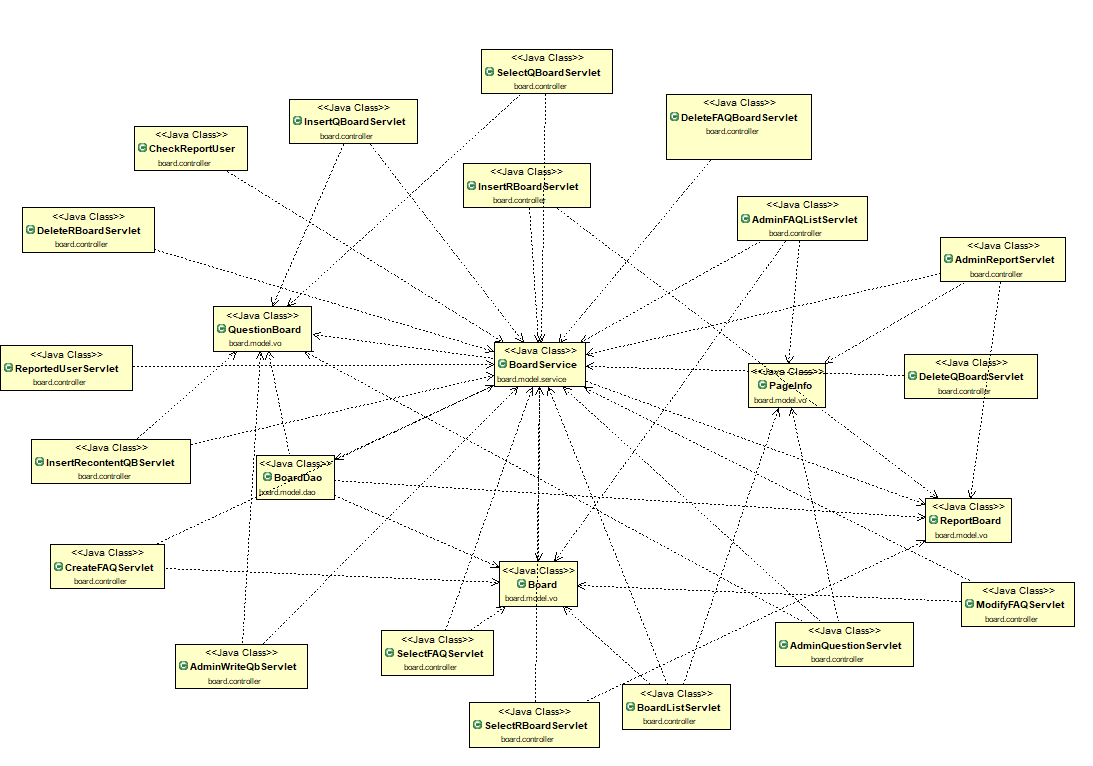 <<Java Class>>
SelectQBoardServlet
board.controller
<<Java Class>>
InsertQBoardServlet
board.controller
<<Java Class>>
DeleteFAQBoardServlet
board.controller
<<Java Class>>
CheckReportUser
board.controller
<<Java Class>>
InsertRBoardServlet
board.controller
<<Java Class>>
AdminFAQListServlet
board.controller
<<Java Class>>
DeleteRBoardServlet
board.controller
<<Java Class>>
AdminReportServlet
board.controller
<<Java Class>>
QuestionBoard
board.model.vo
<<Java Class>>
ReportedUserServlet
board.controller
<<Java Class>>
BoardService
board.model.service
<<Java Class>>
PageInfo
board.model.vo
<<Java Class>>
DeleteQBoardServlet
board.controller
<<Java Class>>
InsertRecontentQBServlet
board.controller
<<Java Class>>
BoardDao
board.model.dao
<<Java Class>>
ReportBoard
board.model.vo
<<Java Class>>
CreateFAQServlet
board.controller
<<Java Class>>
Board
board.model.vo
<<Java Class>>
ModifyFAQServlet
board.controller
<<Java Class>>
AdminWriteQbServlet
board.controller
<<Java Class>>
SelectFAQServlet
board.controller
<<Java Class>>
AdminQuestionServlet
board.controller
<<Java Class>>
SelectRBoardServlet
board.controller
<<Java Class>>
BoardListServlet
board.controller